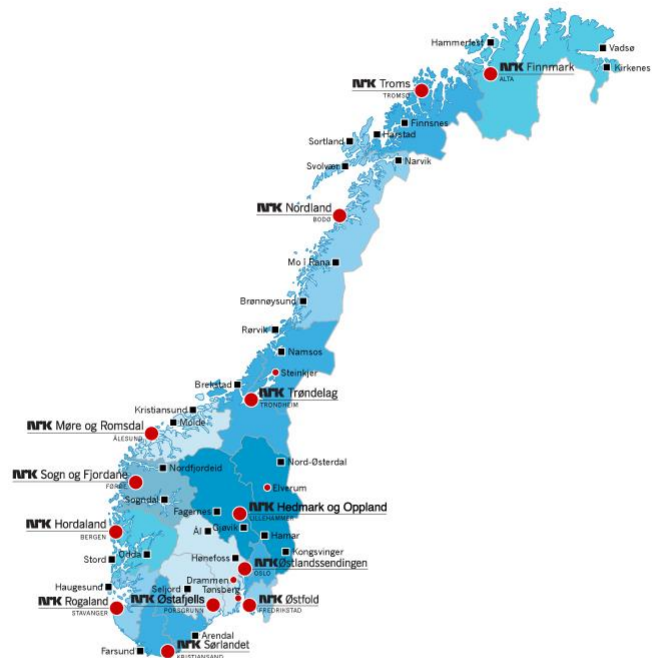 Hammerfest
Vadsø
NRK Finnmark
ALTA
Kirkenes
NRK Troms
TROMSØ
Finnsnes
Harstad
Sortland
Narvik
Svolvær
NRK Nordland
BODØ
Mo i Rana
Brønnøysund
Rørvik
Namsos
Steinkjer
Brekstad
NRK Trøndelag
TRONDHEIM
Kristiansund
Molde
NRK Møre og Romsdal
ÅLESUND
Nord-Østerdal
Nordfjordeid
NRK Sogn og Fjordane
FØRDE
Elverum
Sogndal
Fagernes
NRK Hedmark og Oppland
LILLEHAMMER
NRK Hordaland
BERGEN
Ål
Gjøvik
Hamar
Kongsvinger
Odda
Stord
Hønefoss
NRK Østlandssendingen
OSLO
Drammen
Haugesund
Seljord
Tønsberg
NRK Rogaland
STAVANGER
NRK Østafjells
PORSGRUNN
NRK Østfold
FREDRIKSTAD
Arendal
Farsund
NRK Sørlandet
KRISTIANSAND